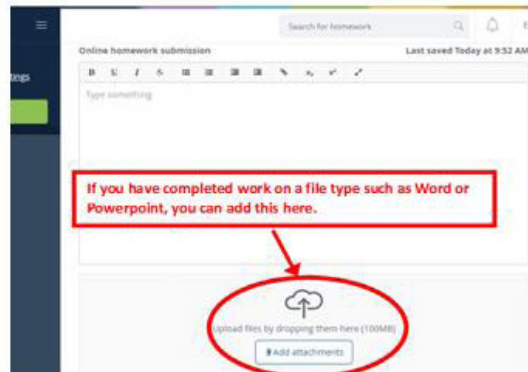 Search for homework
Online homework submission
Last saved Today at 9:52 AM
tings
B U I S
Type something
If you have completed work on a file type such as Word or
Powerpoint, you can add this here.
Upload files by dropping them here (100MB)
Add attachments